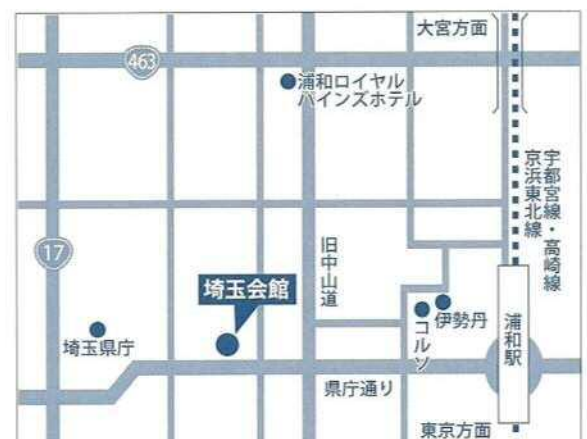 大宮方面
463
浦和ロイヤル
パインズホテル
宇都宮線・高崎線
京浜東北線
17
旧中山道
埼玉会館
伊勢丹
コルソ
浦和駅
埼玉県庁
県庁通り
東京方面